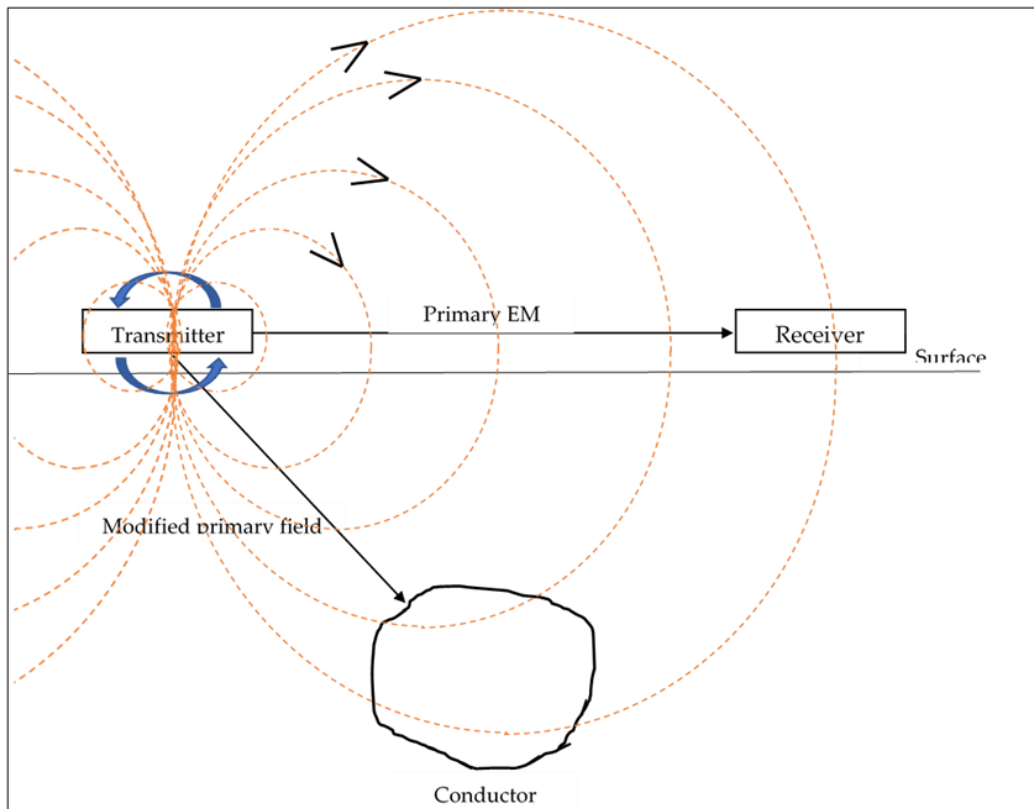 Primary EM
Transmitter
Receiver
Surface
Modified primary field
Conductor